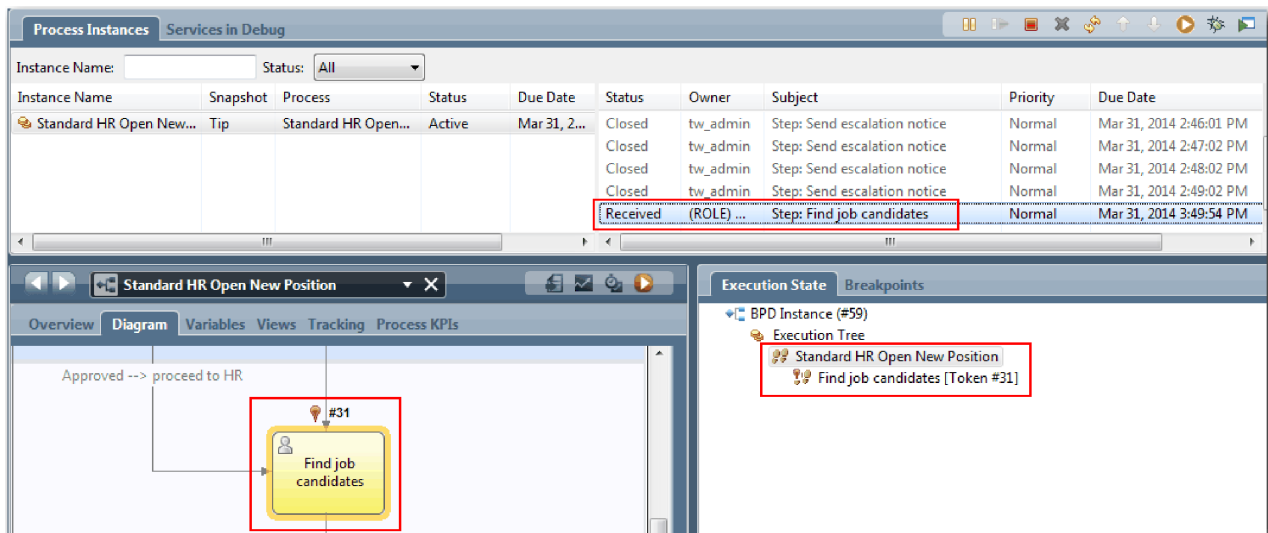 Process Instances Services in Debug
Instance Name: Status: All
Instance Name Snapshot Process Status Due Date Status Owner Subject Priority Due Date
Standard HR Open New... Tip Standard HR Open... Active Mar 31, 2... Closed tw_admin Step: Send escalation notice Normal Mar 31, 2014 2:46:01 PM
Closed tw_admin Step: Send escalation notice Normal Mar 31, 2014 2:47:02 PM
Closed tw_admin Step: Send escalation notice Normal Mar 31, 2014 2:48:02 PM
Closed tw_admin Step: Send escalation notice Normal Mar 31, 2014 2:49:02 PM
Received (ROLE) ... Step: Find job candidates Normal Mar 31, 2014 3:49:54 PM
Standard HR Open New Position
Overview Diagram Variables Views Tracking Process KPIs
Approved --> proceed to HR
#31
Find job
candidates
Execution State Breakpoints
BPD Instance (#59)
Execution Tree
Standard HR Open New Position
Find job candidates [Token #31]